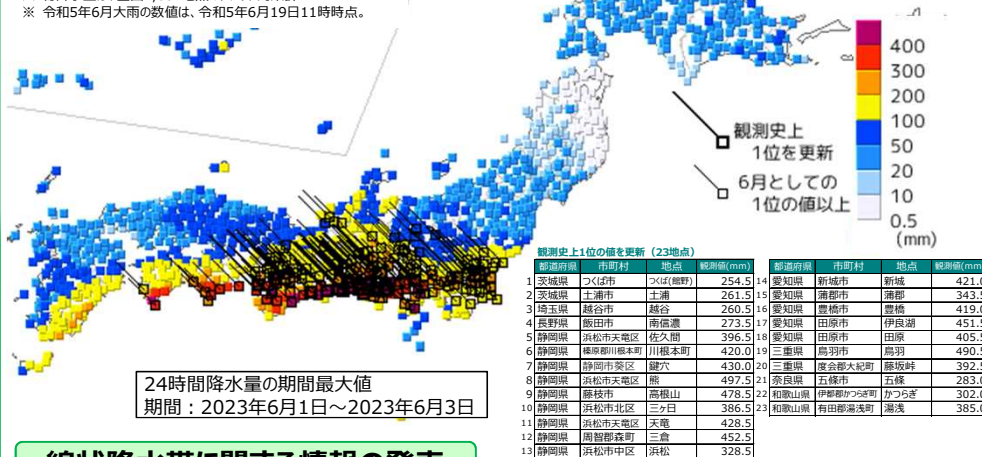 ※ 令和5年6月大雨の数値は、令和5年6月19日11時時点。
400
300
200
100
50
20
10
0.5
(mm)
観測史上
1位を更新
6月としての
1位の値以上
24時間降水量の期間最大値
期間：2023年6月1日～2023年6月3日
観測史上1位の値を更新（23地点）
都道府県 市町村 地点 観測値(mm) 都道府県 市町村 地点 観測値(mm)
1 茨城県 つくば市 つくば(館野) 254.5 14 愛知県 新城市 新城 421.0
2 茨城県 土浦市 土浦 261.5 15 愛知県 蒲郡市 蒲郡 343.5
3 埼玉県 越谷市 越谷 260.5 16 愛知県 豊橋市 豊橋 419.0
4 長野県 飯田市 南信濃 273.5 17 愛知県 田原市 伊良湖 451.5
5 静岡県 浜松市天竜区 佐久間 396.5 18 愛知県 田原市 田原 405.5
6 静岡県 榛原郡川根本町 川根本町 420.0 19 三重県 鳥羽市 鳥羽 490.5
7 静岡県 静岡市葵区 鍵穴 430.0 20 三重県 度会郡大紀町 藤坂峠 392.5
8 静岡県 浜松市天竜区 熊 497.5 21 奈良県 五條市 五條 283.0
9 静岡県 藤枝市 高根山 478.5 22 和歌山県 伊都郡かつらぎ町 かつらぎ 302.0
10 静岡県 浜松市北区 三ヶ日 386.5 23 和歌山県 有田郡湯浅町 湯浅 385.0
11 静岡県 浜松市天竜区 天竜 428.5
12 静岡県 周智郡森町 三倉 452.5
13 静岡県 浜松市中区 浜松 328.5
線状降水帯に関する情報の発表